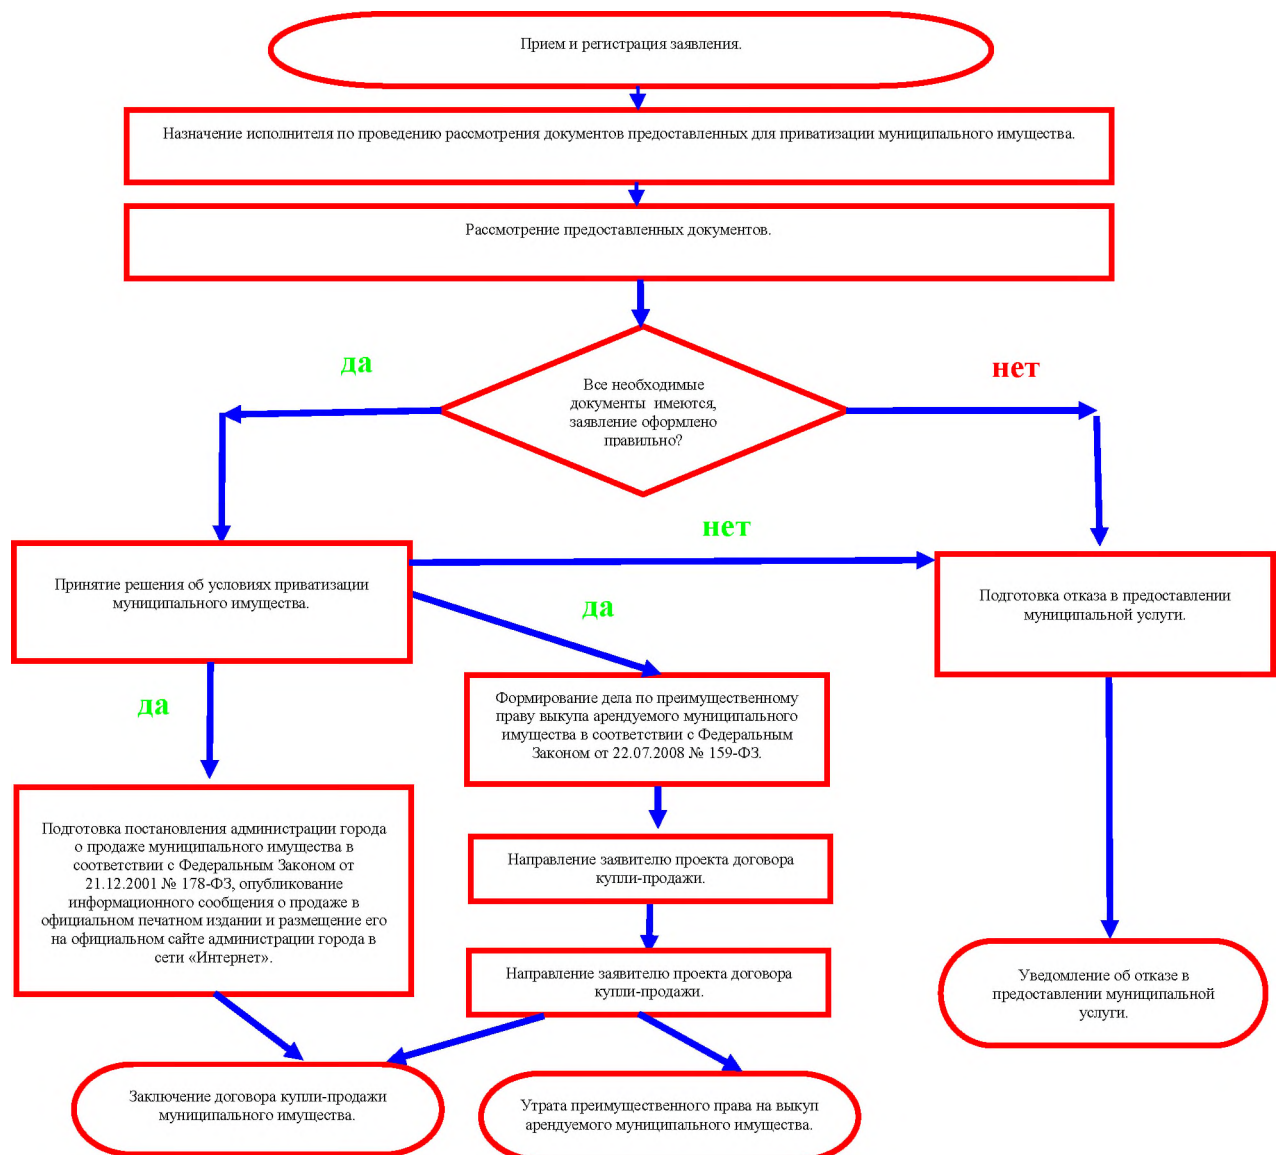 Прием и регистрация заявления.
Назначение исполнителя по проведению рассмотрения документов предоставленных для приватизации муниципального имущества.
Рассмотрение предоставленных документов.
да
нет
Все необходимые
документы имеются,
заявление оформлено
правильно?
нет
Принятие решения об условиях приватизации
муниципального имущества.
да
Подготовка отказа в предоставлении
муниципальной услуги.
да
Формирование дела по преимущественному
праву выкупа арендуемого муниципального
имущества в соответствии с Федеральным
Законом от 22.07.2008 № 159-ФЗ.
Подготовка постановления администрации города
о продаже муниципального имущества в
соответствии с Федеральным Законом от
21.12.2001 № 178-ФЗ, опубликование
информационного сообщения о продаже в
официальном печатном издании и размещение его
на официальном сайте администрации города в
сети «Интернет».
Направление заявителю проекта договора
купли-продажи.
Направление заявителю проекта договора
купли-продажи.
Уведомление об отказе в
предоставлении муниципальной
услуги.
Заключение договора купли-продажи
муниципального имущества.
Утрата преимущественного права на выкуп
арендуемого муниципального имущества.